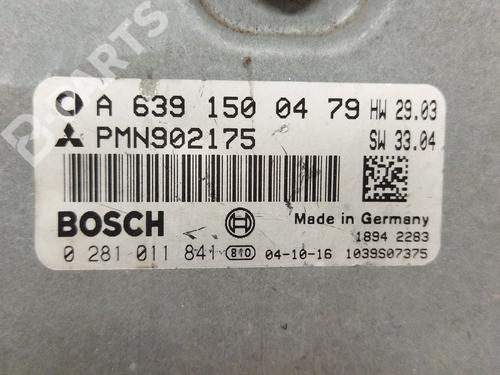 B-PARTS
A 639 150 04 79 HW 29.03
PMN902175 SW 33.04
BOSCH Made in Germany
1894 2283
0 281 011 841 810 04-10-16 1039S07375